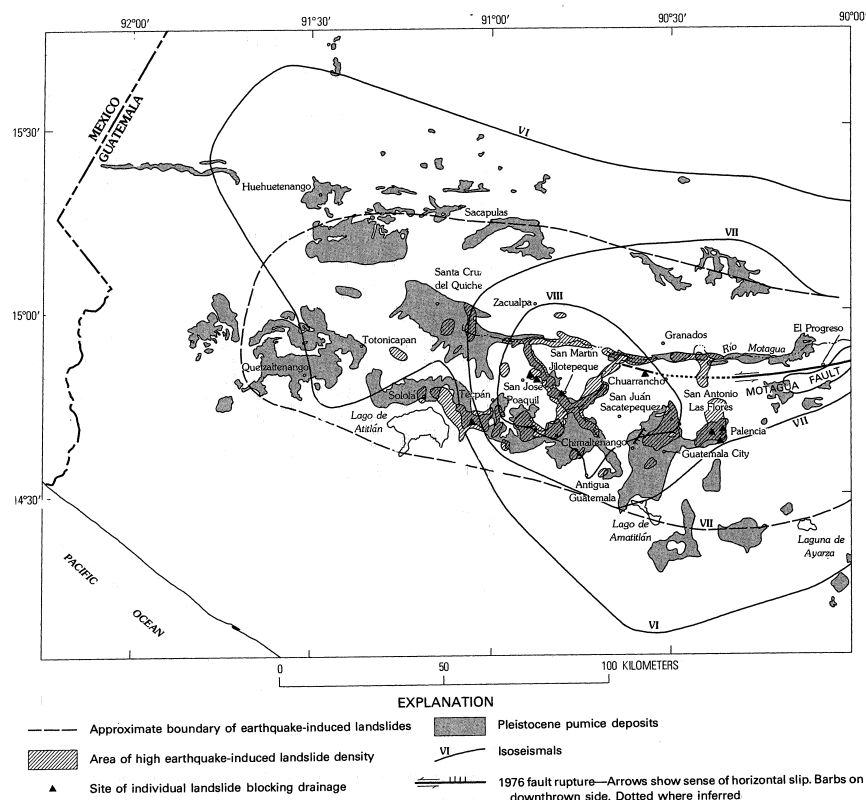 92°00' 91°30' 91°00' 90°30' 90°00'
MEXICO
GUATEMALA
15°30'
VI
Huehuetenango
Sacapulas
VII
Santa Cruz
del Quiche
Zacualpa
VIII
15°00'
Totonicapan
Granados
Río Motagua
El Progreso
San Martin
Jilotepeque
Quetzaltenango
Chuarrancho
MOTAGUA FAULT
Sololá
Tecpán
San José
Poaquil
San Juán
Sacatepequez
San Antonio
Las Flores
Lago de
Atitlán
VII
Palencia
Chimaltenango
Guatemala City
Antigua
Guatemala
14°30'
Lago de
Amatitlán
VII
Laguna de
Ayarza
PACIFIC
OCEAN
VI
0 50 100 KILOMETERS
EXPLANATION
Approximate boundary of earthquake-induced landslides
Area of high earthquake-induced landslide density
Site of individual landslide blocking drainage
Pleistocene pumice deposits
VI Isoseismals
1976 fault rupture—Arrows show sense of horizontal slip. Barbs on
downthrown side. Dotted where inferred